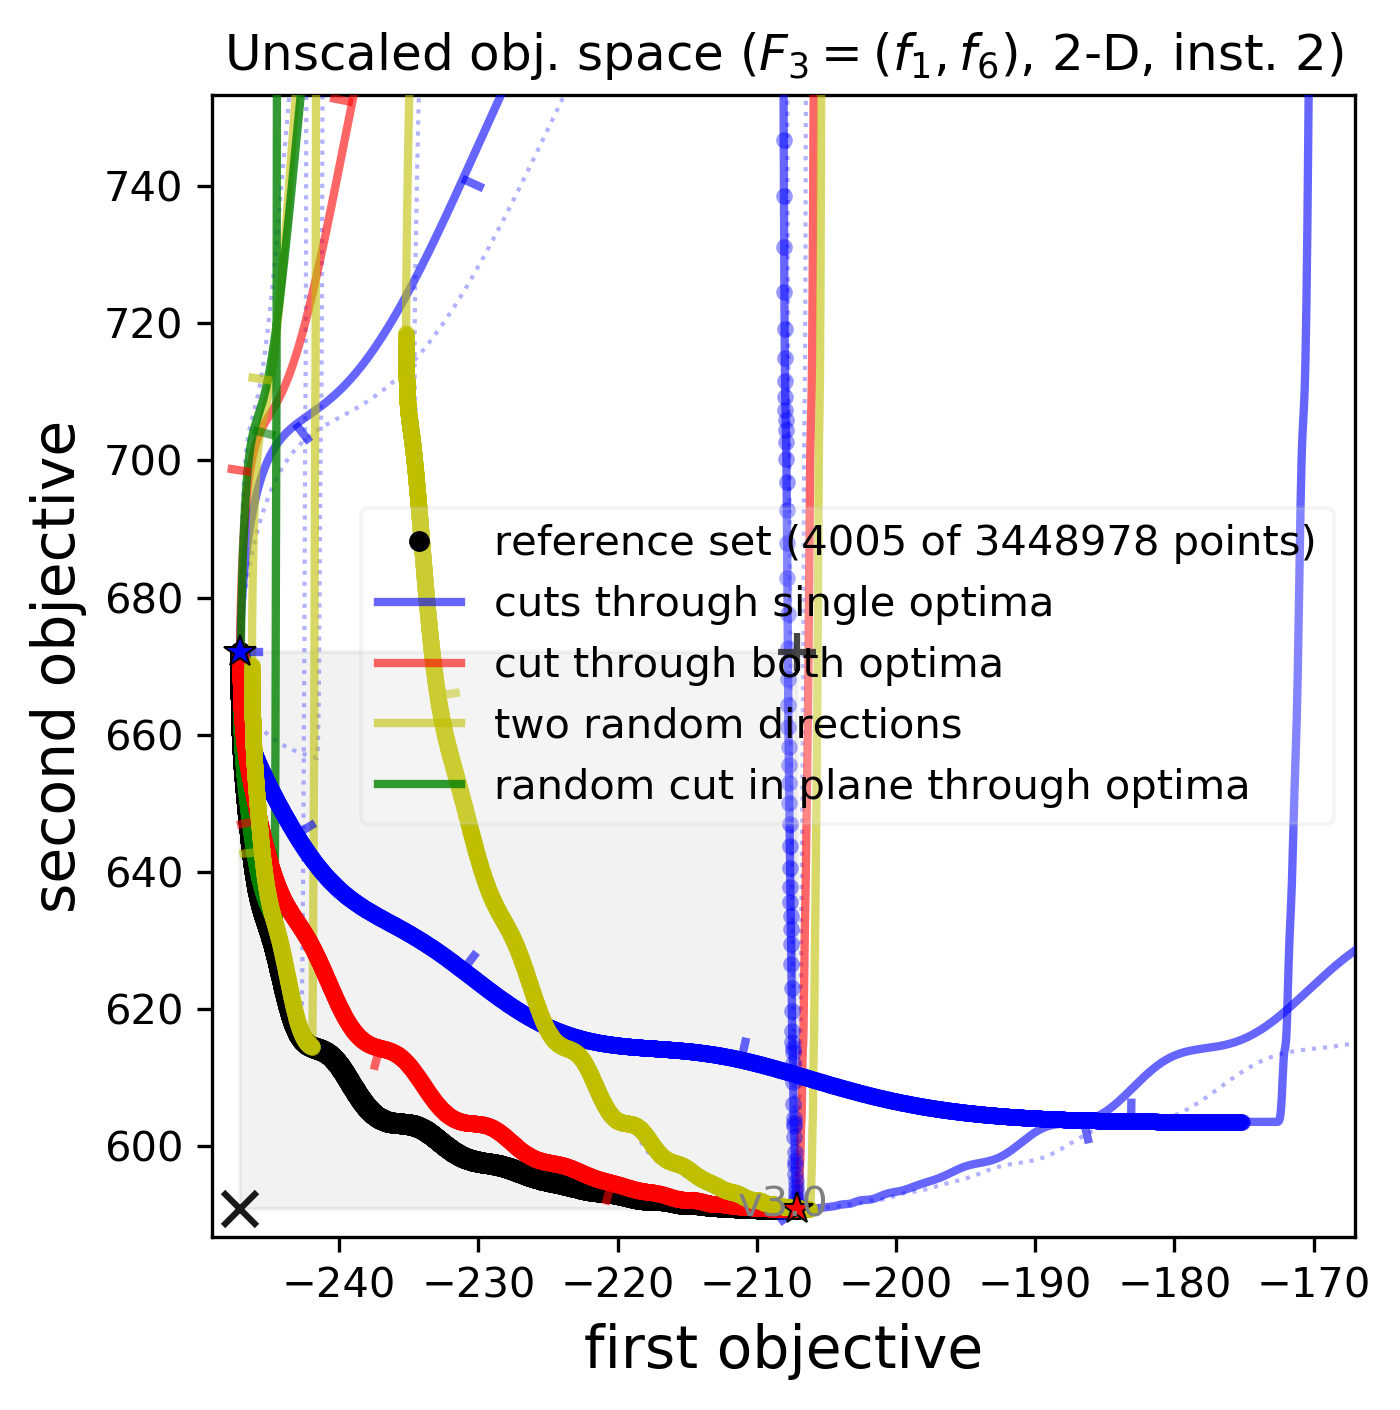 Unscaled obj. space (F₃ = (f₁, f₆), 2-D, inst. 2)
second objective
740
720
700
680
660
640
620
600
reference set (4005 of 3448978 points)
cuts through single optima
cut through both optima
two random directions
random cut in plane through optima
v3.0
−240 −230 −220 −210 −200 −190 −180 −170
first objective